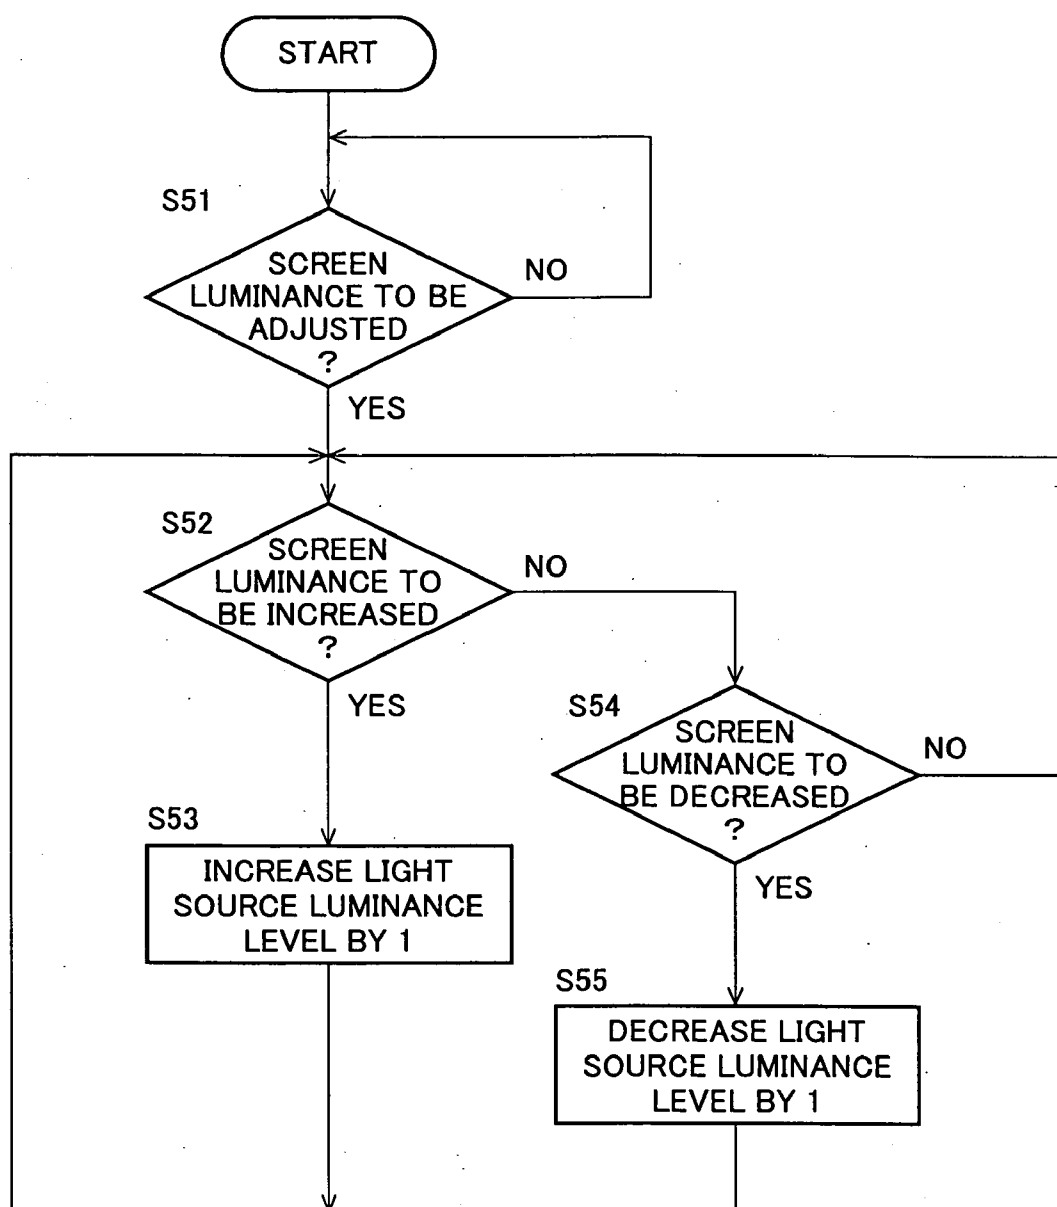 START
S51
SCREEN
LUMINANCE TO BE
ADJUSTED
?
NO
YES
S52
SCREEN
LUMINANCE TO
BE INCREASED
?
NO
YES
S54
SCREEN
LUMINANCE TO
BE DECREASED
?
NO
YES
S53
INCREASE LIGHT
SOURCE LUMINANCE
LEVEL BY 1
S55
DECREASE LIGHT
SOURCE LUMINANCE
LEVEL BY 1